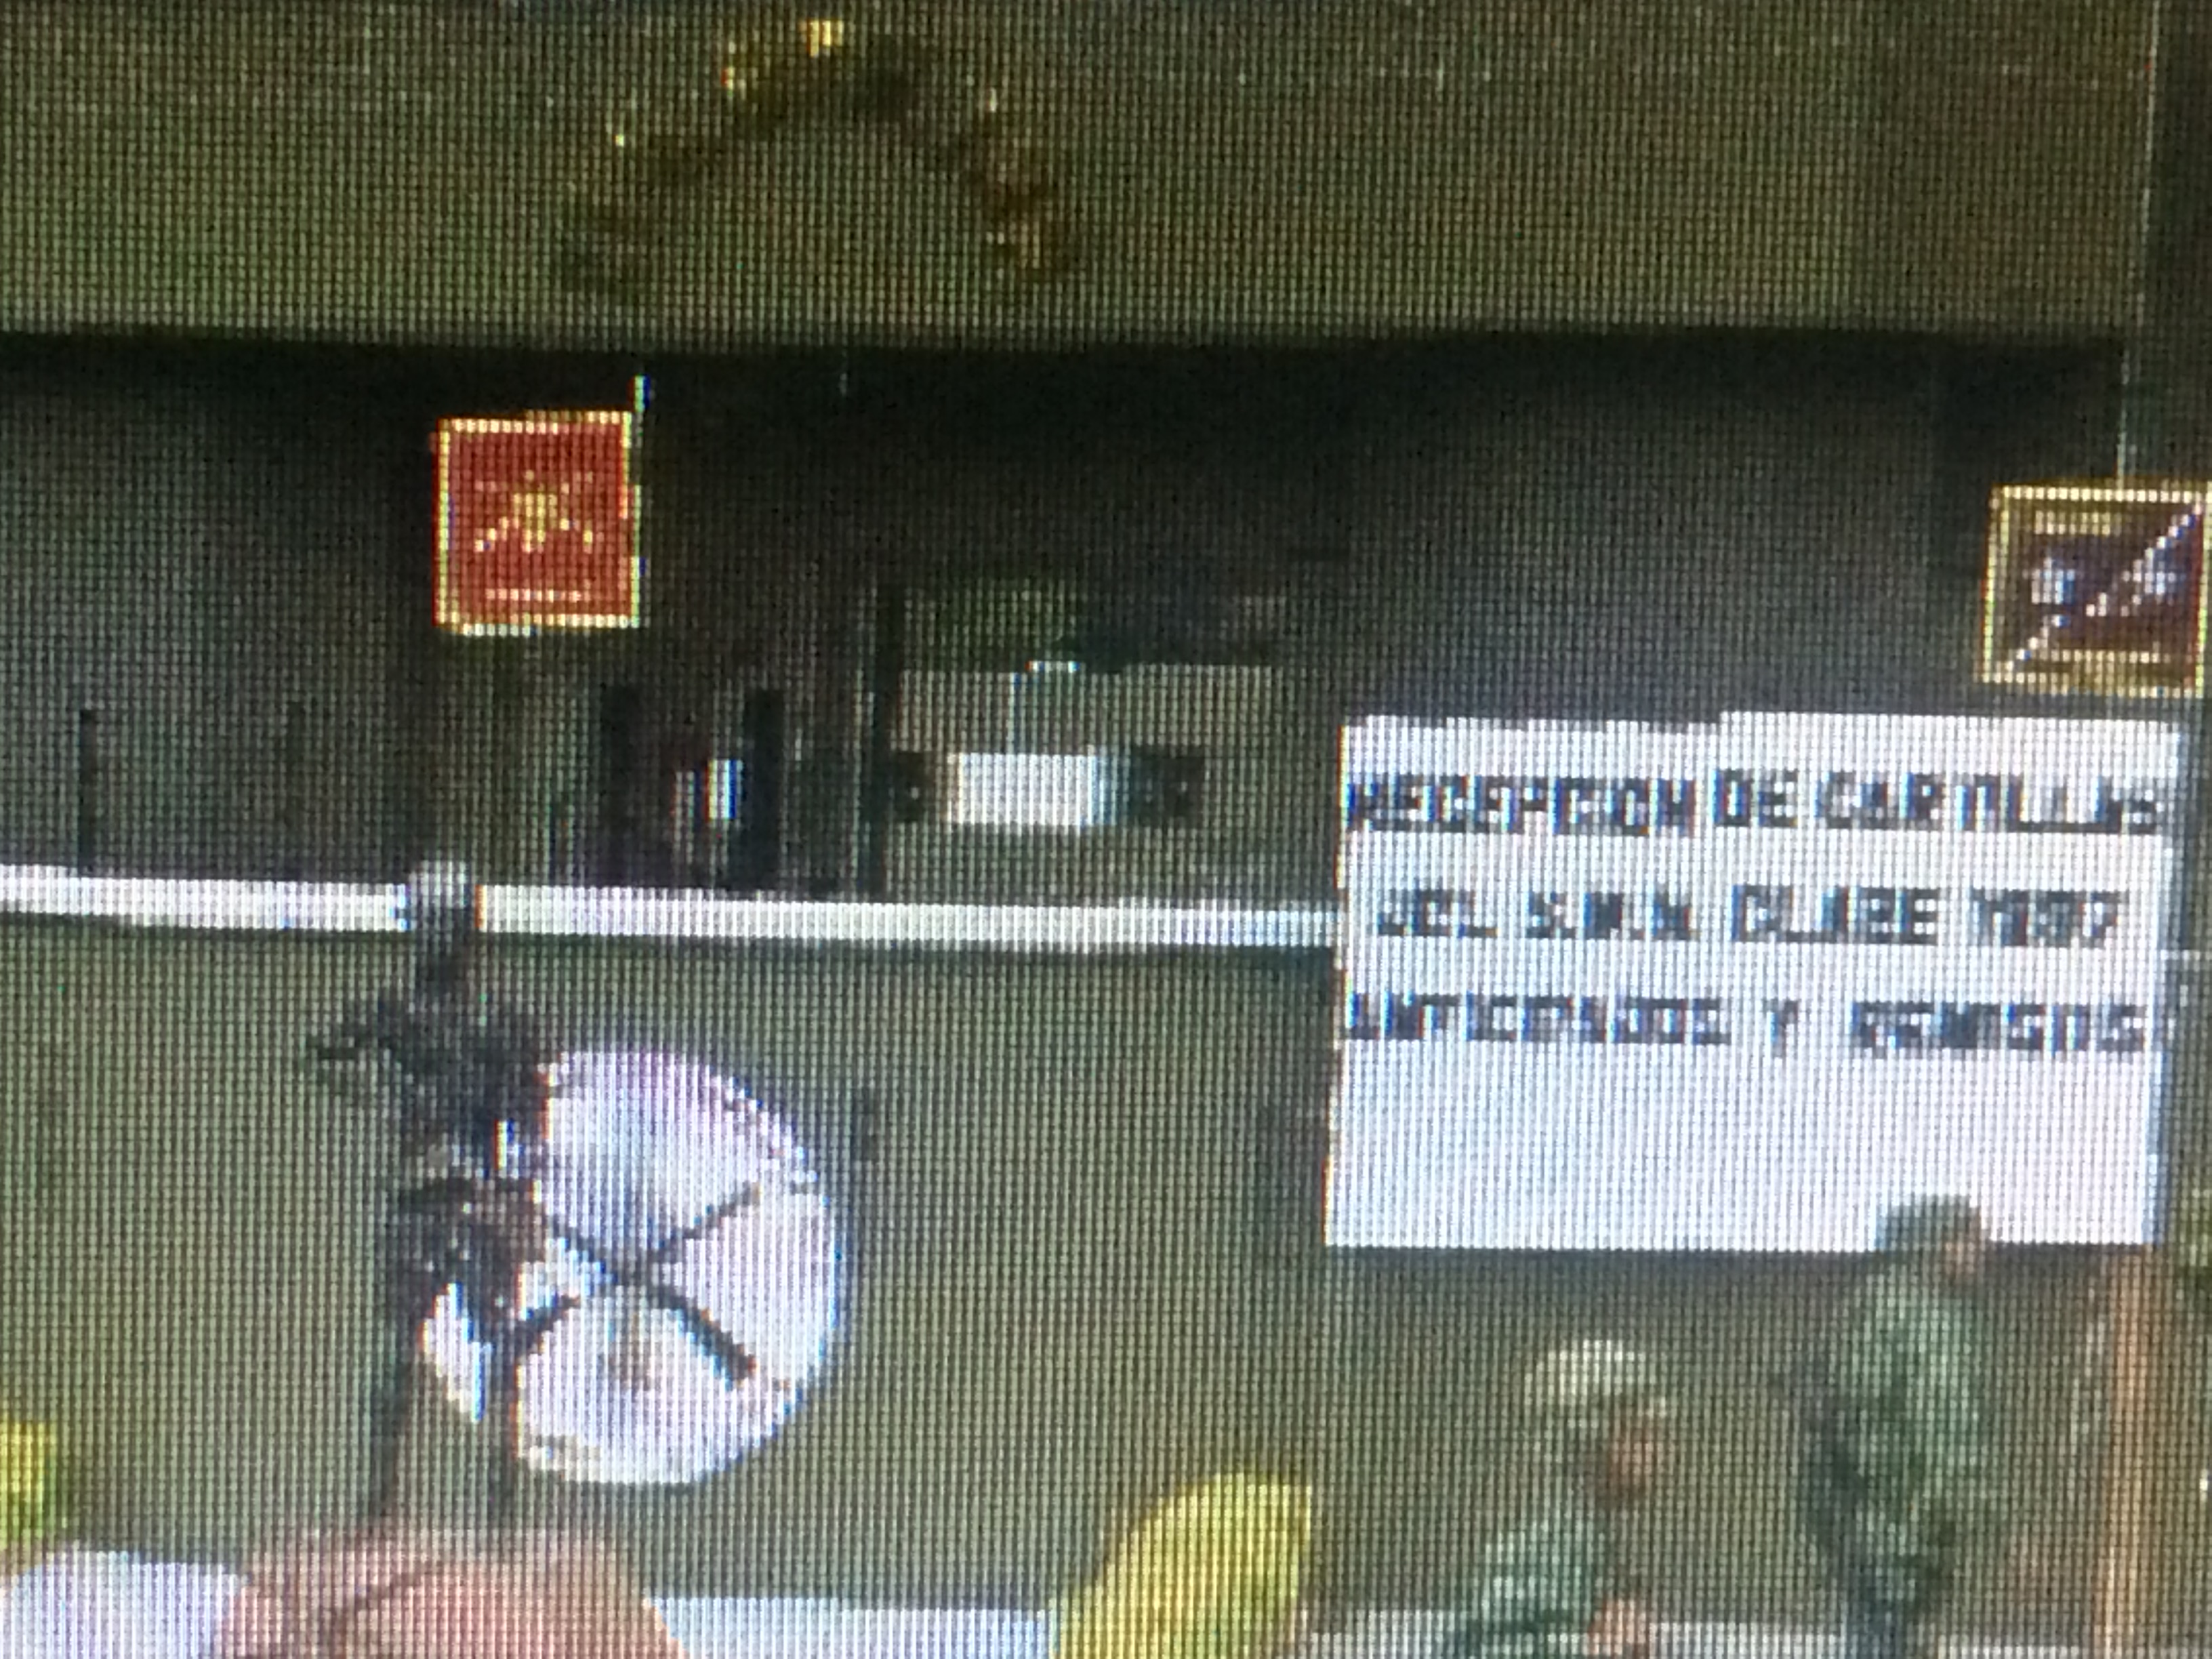 RECEPCION DE CARTILLAS
DEL S.M.N. CLASE
ANTICIPADOS Y REMISOS